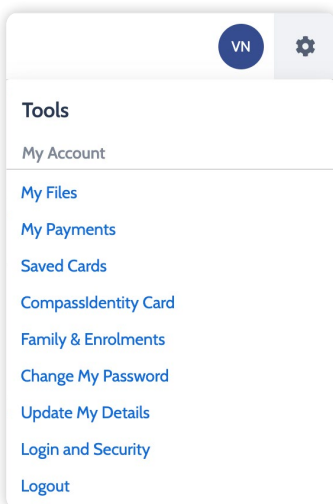 VN
Tools
My Account
My Files
My Payments
Saved Cards
CompassIdentity Card
Family & Enrolments
Change My Password
Update My Details
Login and Security
Logout